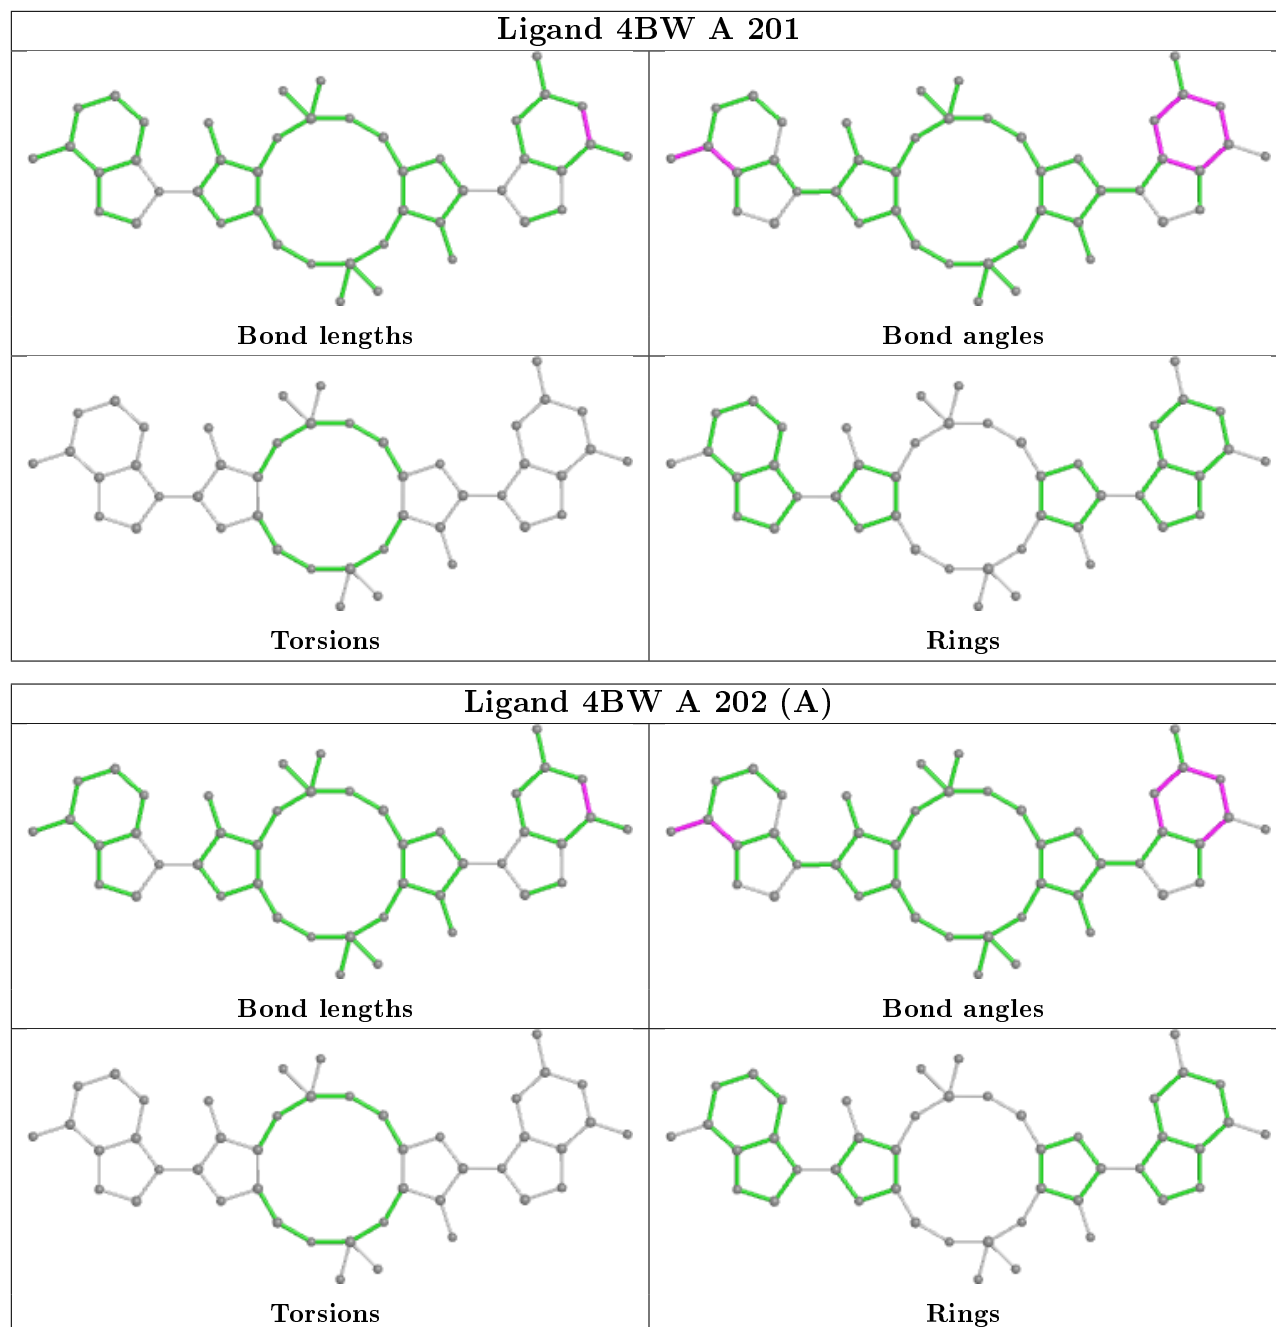 Ligand 4BW A 201
Bond lengths
Bond angles
Torsions
Rings
Ligand 4BW A 202 (A)
Bond lengths
Bond angles
Torsions
Rings